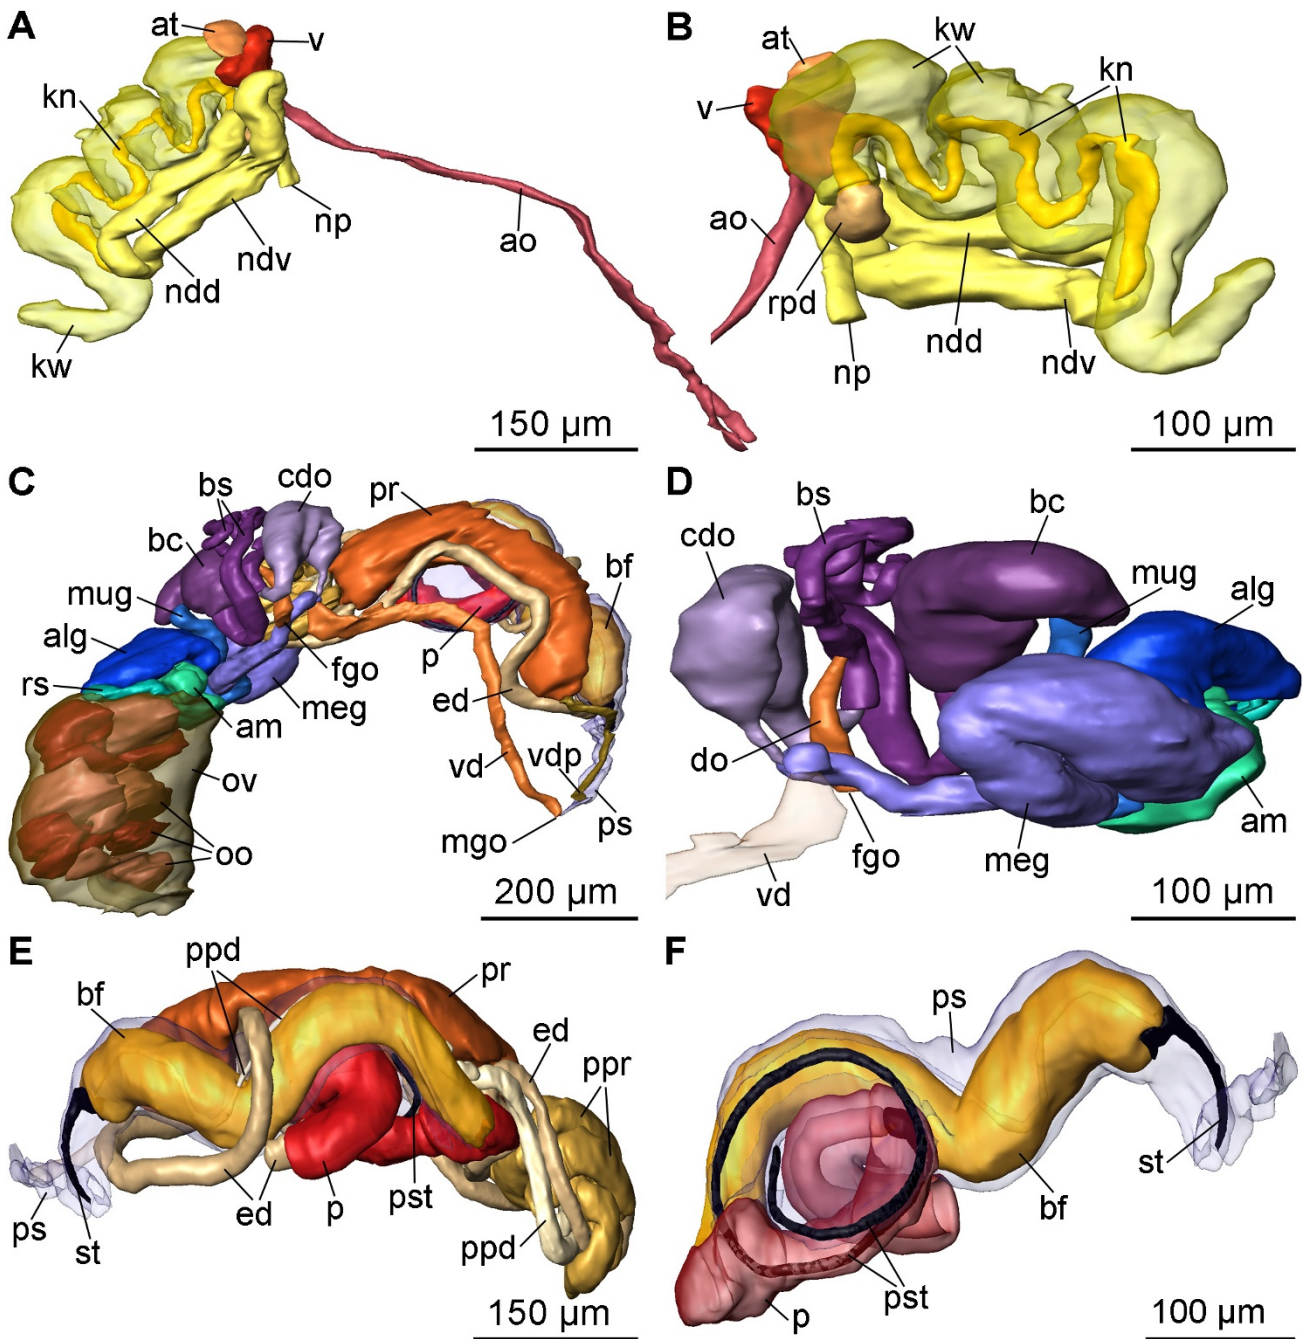 A
at
v
kn
np
ao
ndv
ndd
kw
150 µm
B
at
kw
kn
v
ao
rpd
np
ndd
ndv
100 µm
C
bs
cdo
pr
bc
bf
mug
alg
rs
fgo
p
meg
ed
am
ov
vd
vdp
oo
mgo
ps
200 µm
D
bs
bc
cdo
mug
alg
do
fgo
meg
am
vd
100 µm
E
ppd
pr
bf
ed
ppr
ps
st
ed
p
pst
ppd
150 µm
F
ps
st
bf
pst
p
100 µm